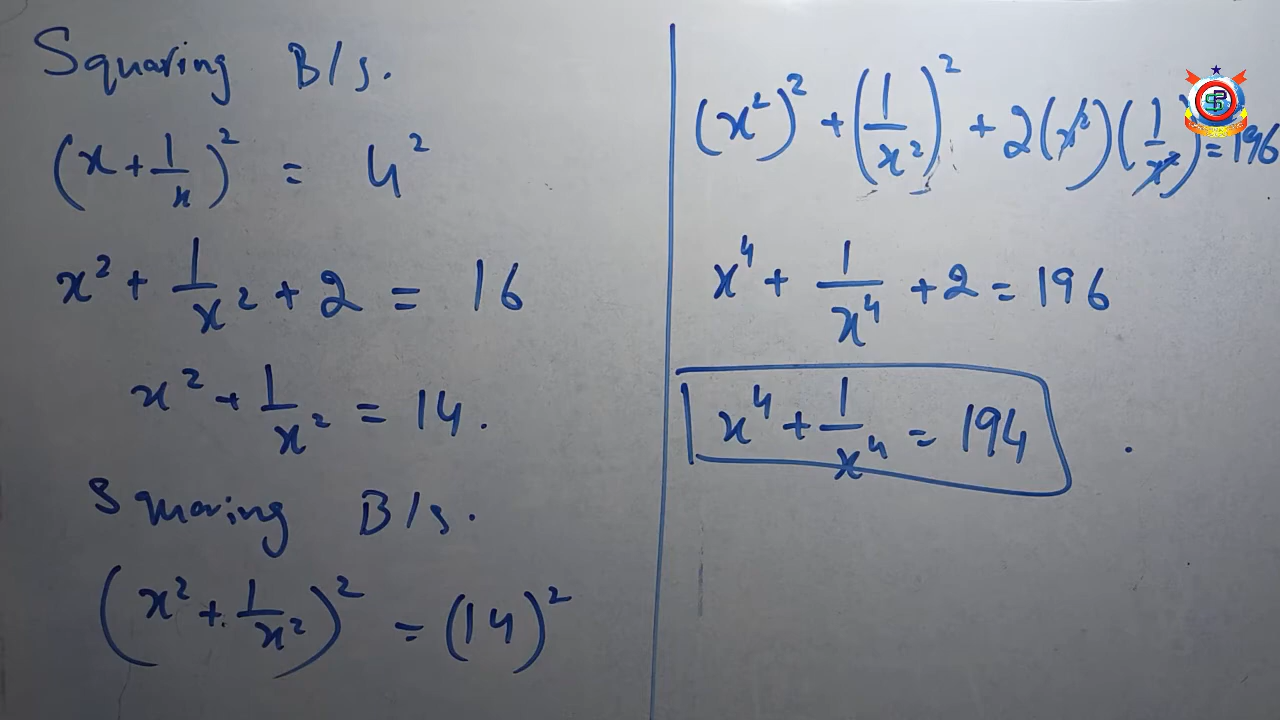 Squaring B/s.
(x + 1/x)² = 4²
x² + 1/x² + 2 = 16
x² + 1/x² = 14.
Squaring B/s.
(x² + 1/x²)² = (14)²
(x²)² + (1/x²)² + 2(x²)(1/x²) = 196
x⁴ + 1/x⁴ + 2 = 196
x⁴ + 1/x⁴ = 194